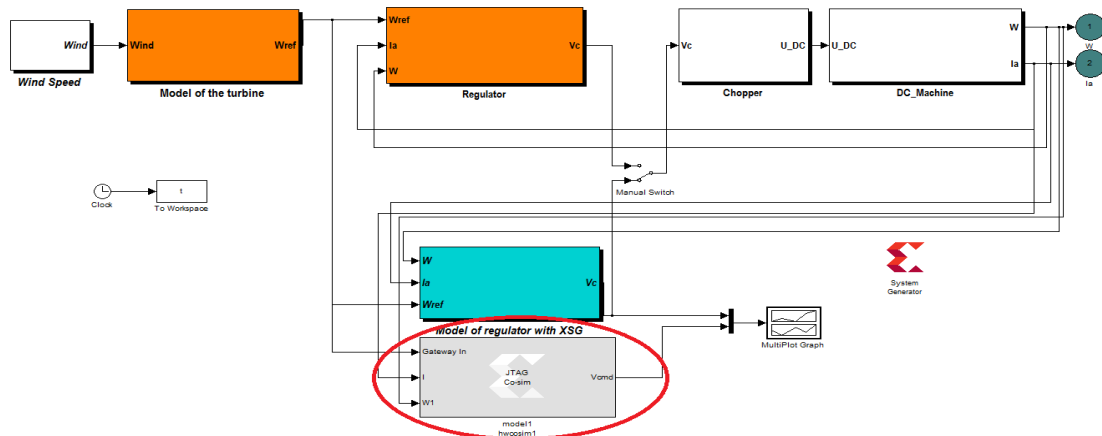 Wind
Wind Speed
Wind
Wref
Model of the turbine
Wref
Ia
W
Vc
Regulator
Vc
U_DC
Chopper
U_DC
W
Ia
DC_Machine
1
W
2
Ia
Manual Switch
Clock
t
To Workspace
W
Ia
Wref
Vc
Model of regulator with XSG
System
Generator
MultiPlot Graph
Gateway In
I
W1
JTAG
Co-sim
Vcmd
model1
hwcosim1